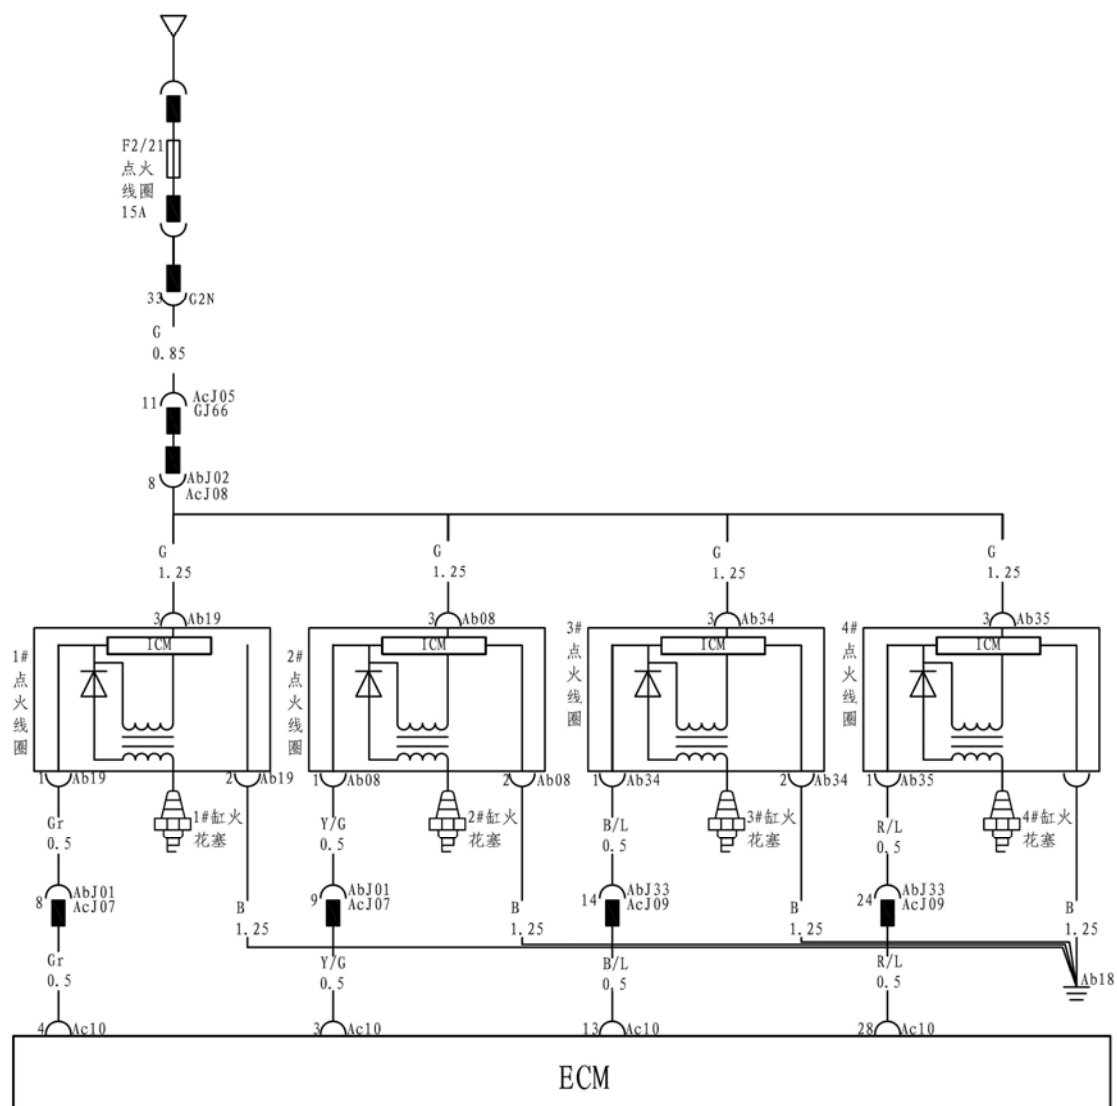 F2/21
点火
线圈
15A
33 G2N
G
0.85
11 AcJ05
GJ66
8 AbJ02
AcJ08
G
1.25
G
1.25
G
1.25
G
1.25
3 Ab19
3 Ab08
3 Ab34
3 Ab35
ICM
ICM
ICM
ICM
1#点火线圈
2#点火线圈
3#点火线圈
4#点火线圈
1 Ab19
2 Ab19
1 Ab08
2 Ab08
1 Ab34
2 Ab34
1 Ab35
1#缸火
花塞
2#缸火
花塞
3#缸火
花塞
4#缸火
花塞
Gr
0.5
Y/G
0.5
B/L
0.5
R/L
0.5
8 AbJ01
AcJ07
9 AbJ01
AcJ07
14 AbJ33
AcJ09
24 AbJ33
AcJ09
B
1.25
B
1.25
B
1.25
B
1.25
Gr
0.5
Y/G
0.5
B/L
0.5
R/L
0.5
Ab18
4 Ac10
3 Ac10
13 Ac10
28 Ac10
ECM